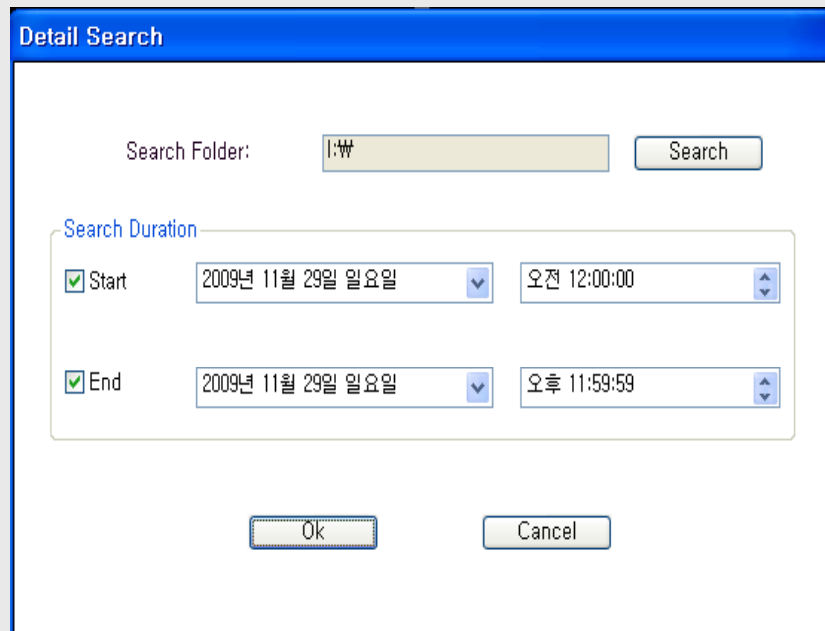 Detail Search
Search Folder: I:₩ Search
Search Duration
Start 2009년 11월 29일 일요일 오전 12:00:00
End 2009년 11월 29일 일요일 오후 11:59:59
Ok Cancel